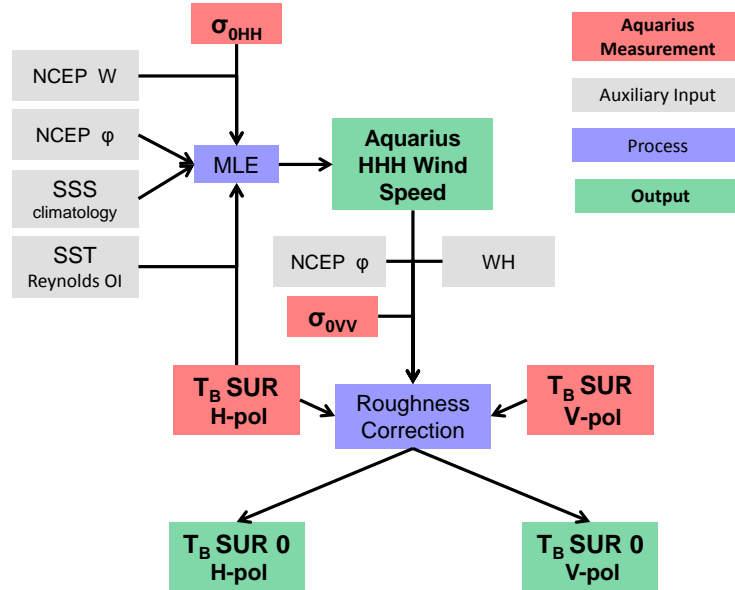 σ0HH
Aquarius
Measurement
NCEP W
Auxiliary Input
NCEP φ
MLE
Aquarius
HHH Wind
Speed
Process
SSS
climatology
Output
SST
Reynolds OI
NCEP φ
WH
σ0VV
TB SUR
H-pol
Roughness
Correction
TB SUR
V-pol
TB SUR 0
H-pol
TB SUR 0
V-pol